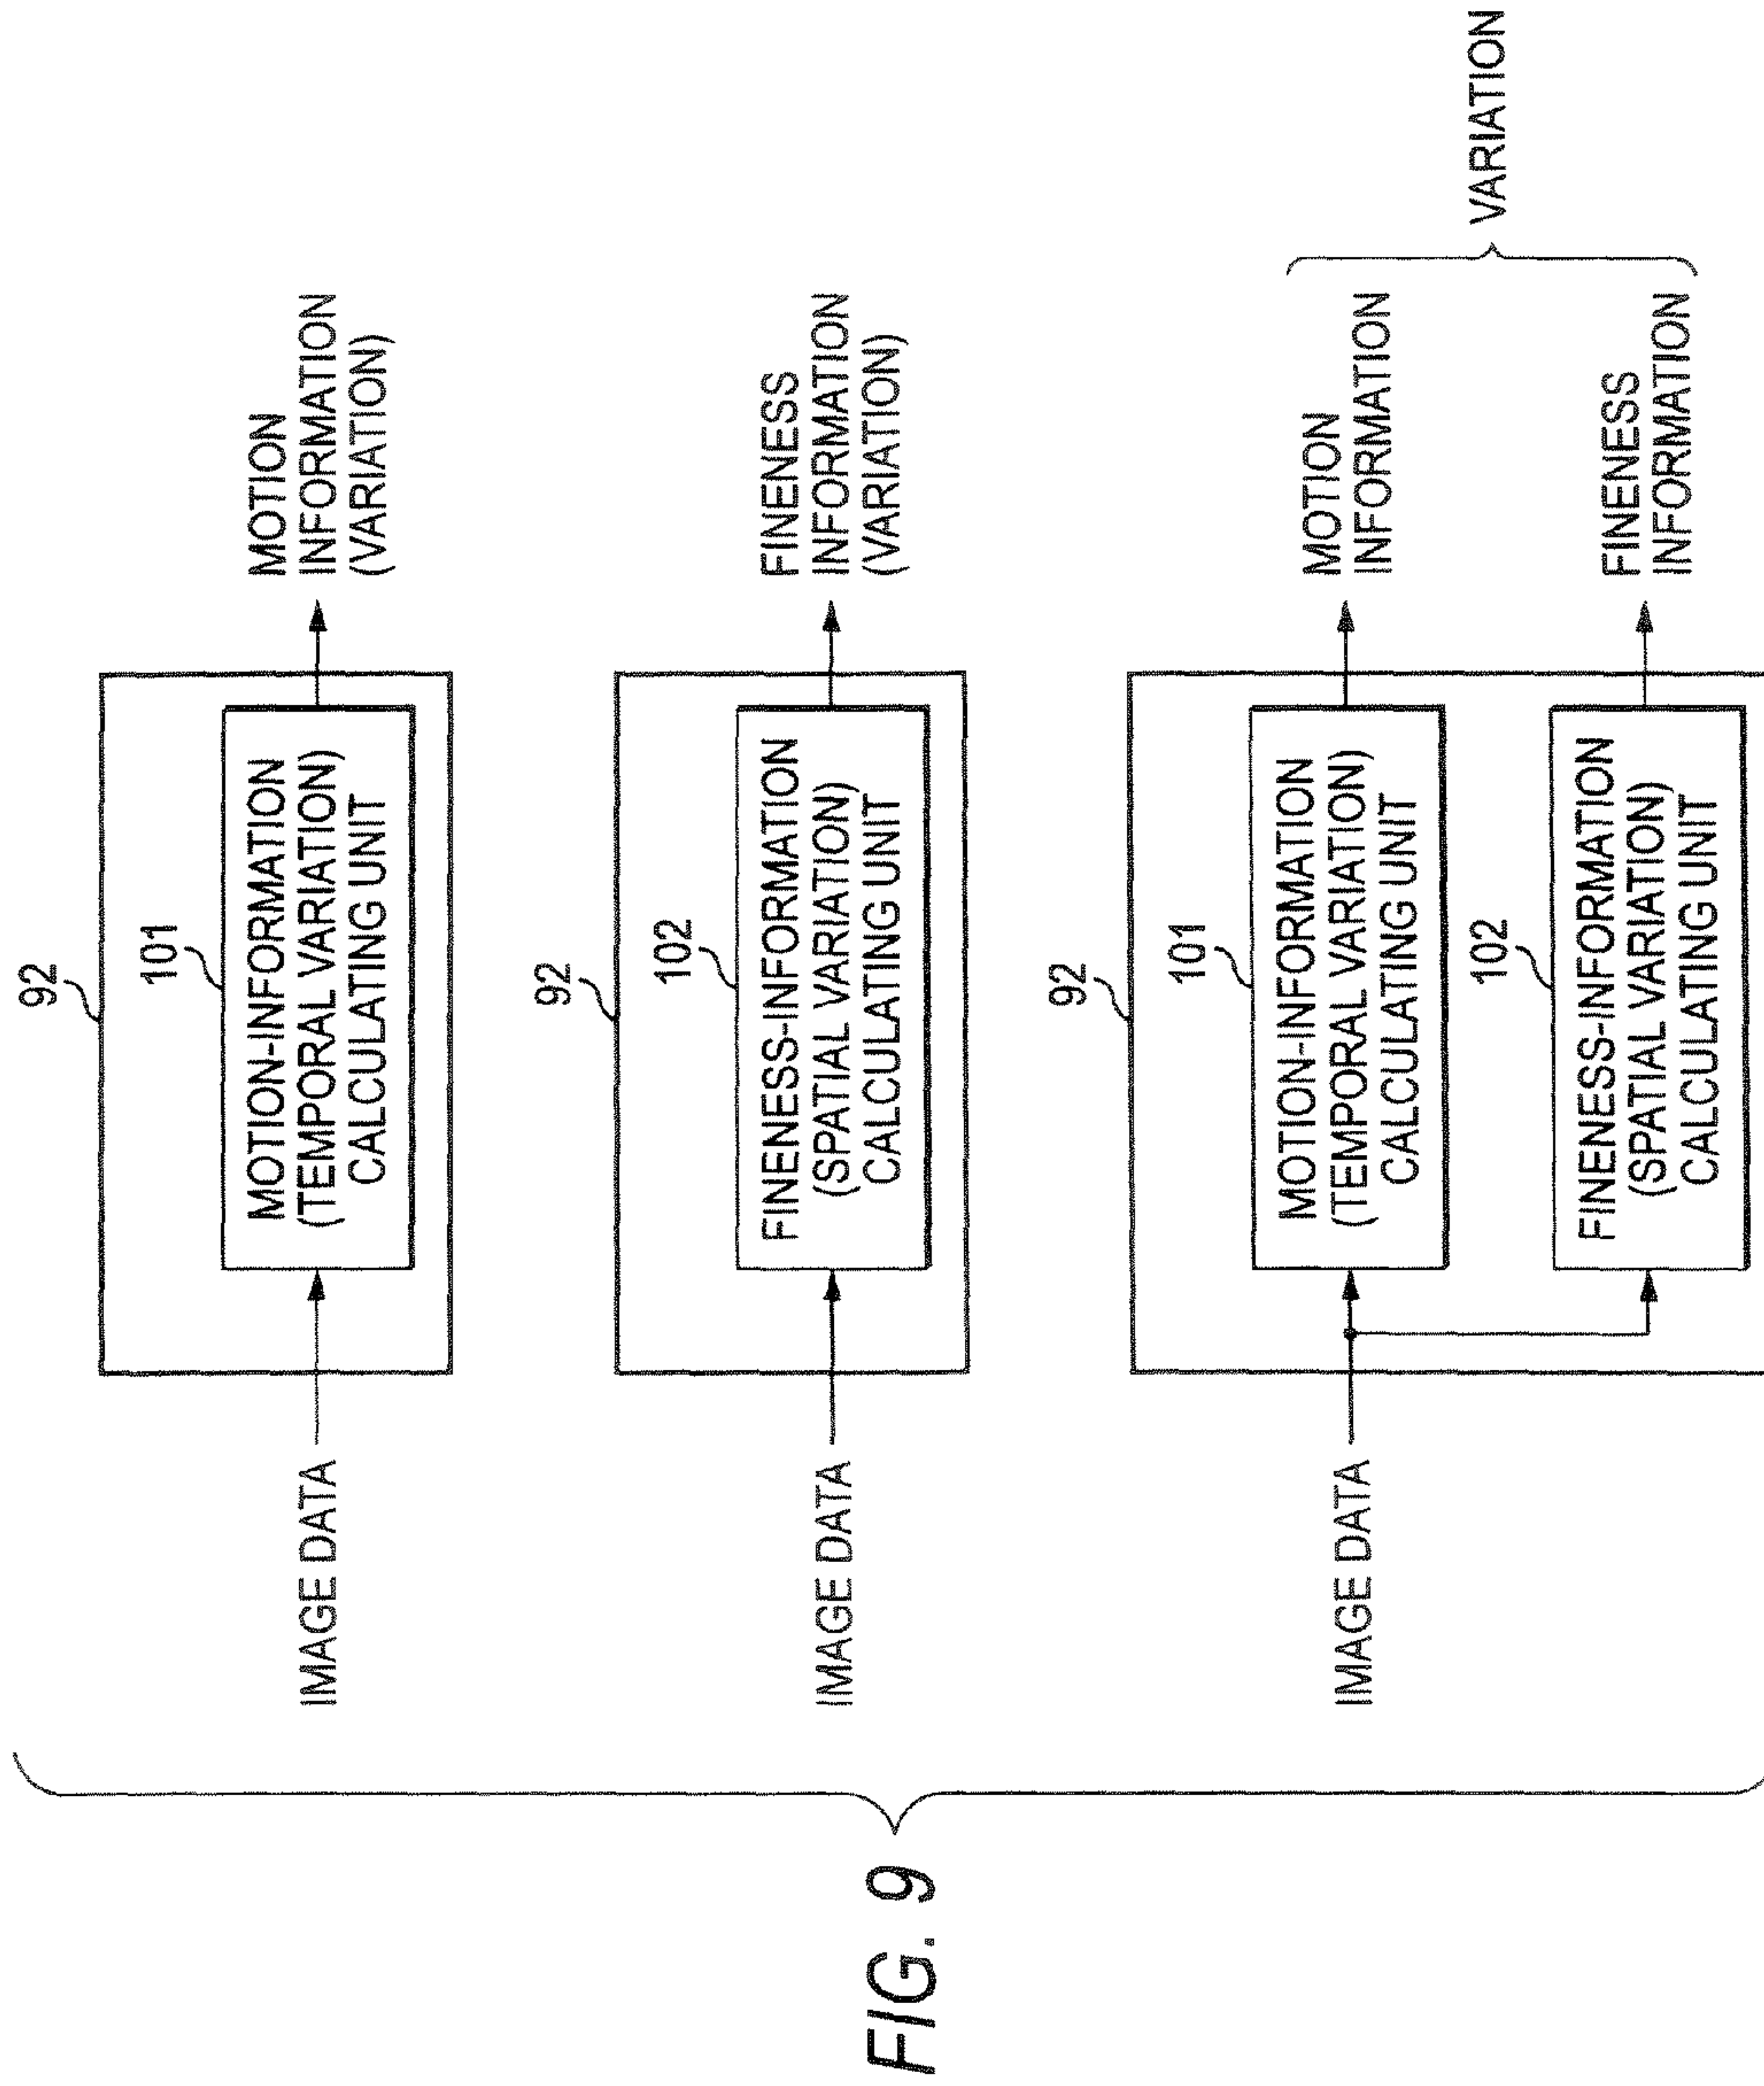 FIG. 9
92
101
IMAGE DATA
MOTION-INFORMATION
(TEMPORAL VARIATION)
CALCULATING UNIT
MOTION
INFORMATION
(VARIATION)
92
102
IMAGE DATA
FINENESS-INFORMATION
(SPATIAL VARIATION)
CALCULATING UNIT
FINENESS
INFORMATION
(VARIATION)
92
101
IMAGE DATA
MOTION-INFORMATION
(TEMPORAL VARIATION)
CALCULATING UNIT
MOTION
INFORMATION
102
FINENESS-INFORMATION
(SPATIAL VARIATION)
CALCULATING UNIT
FINENESS
INFORMATION
VARIATION